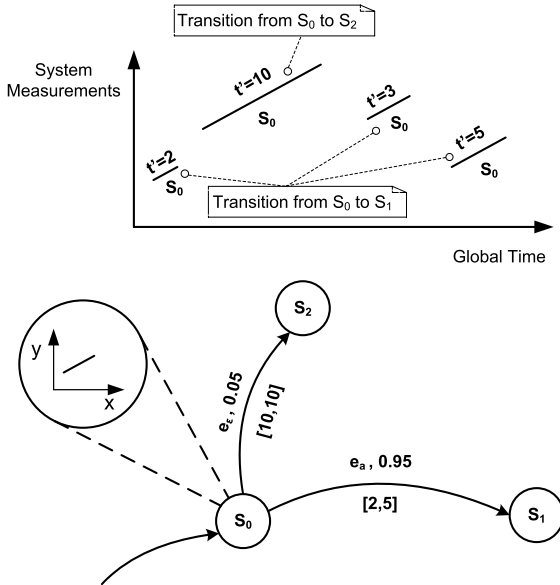 Transition from S0 to S2
System
Measurements
t'=10
S0
t'=3
S0
t'=5
S0
t'=2
S0
Transition from S0 to S1
Global Time
S2
y
x
eε , 0.05
[10,10]
ea , 0.95
[2,5]
S0
S1